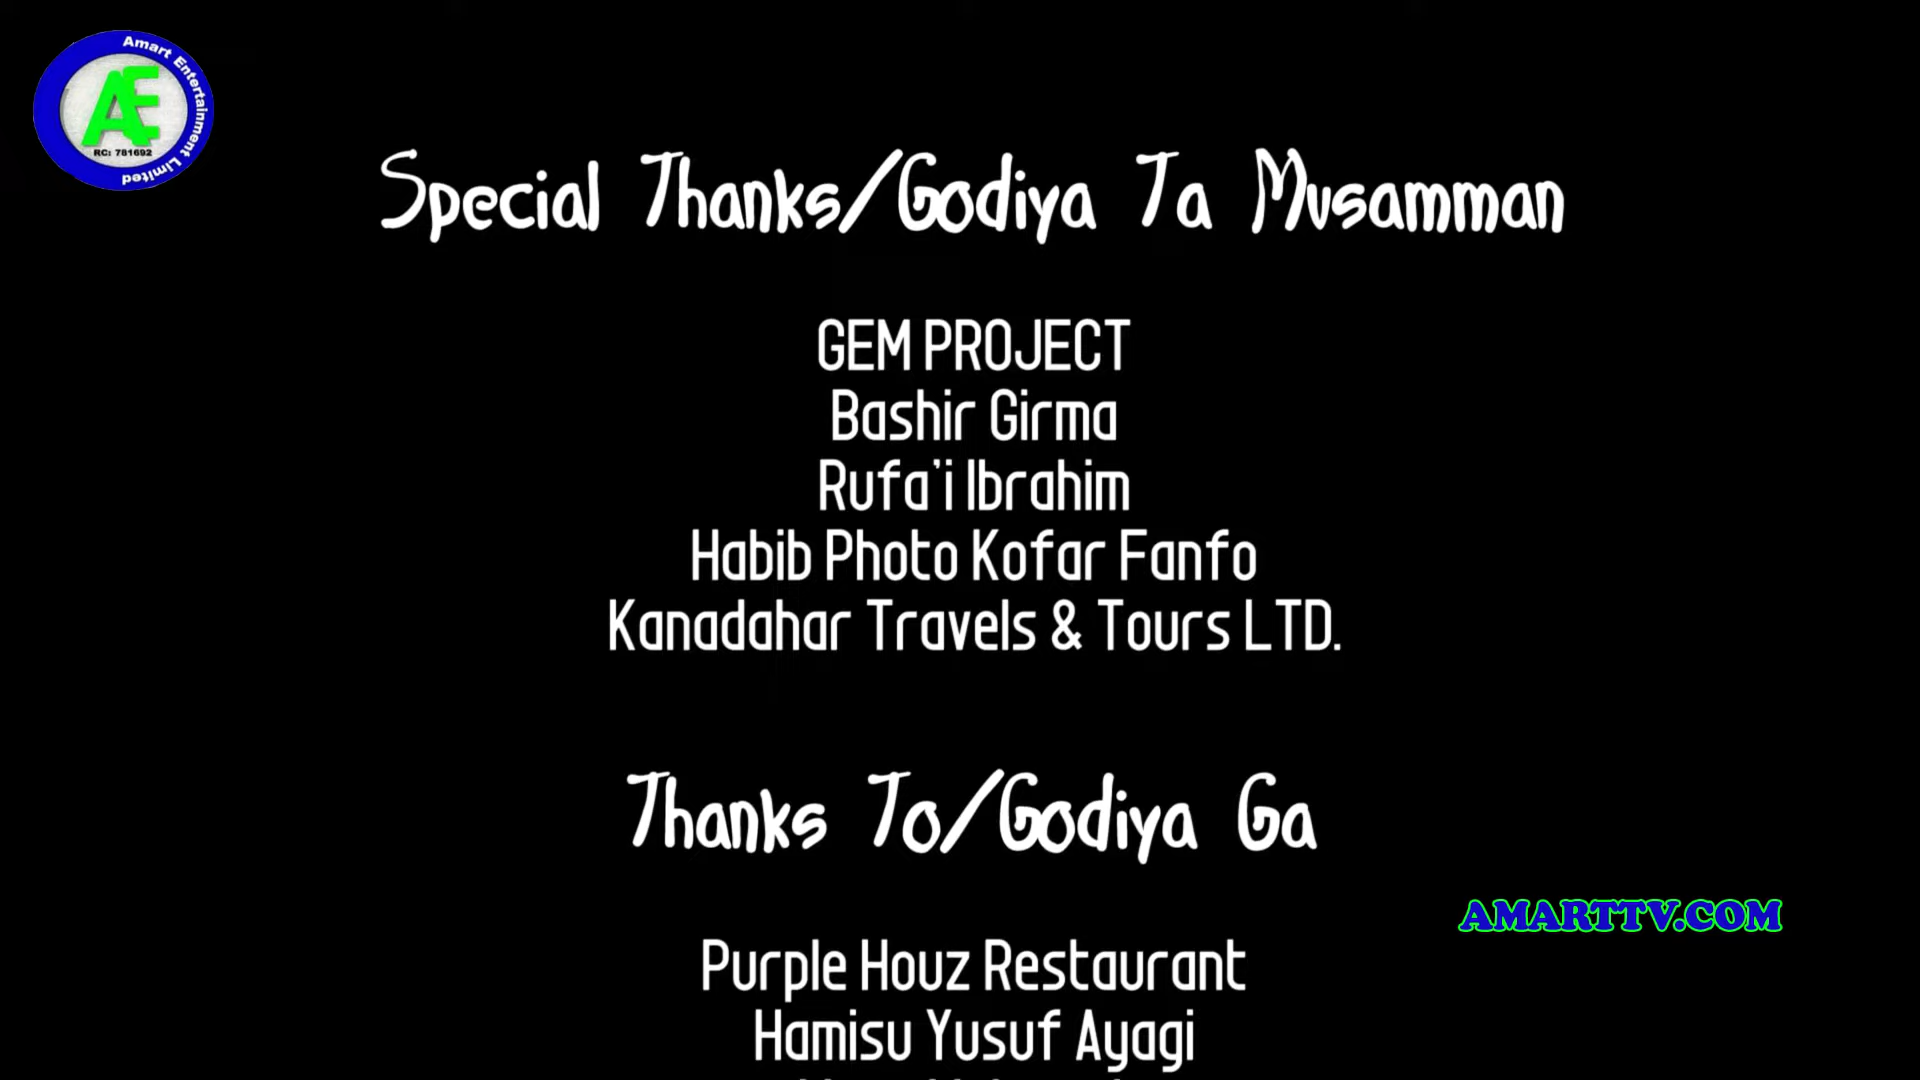 Amart Entertainment Limited
AE
RC: 781692
Special Thanks/Godiya Ta Musamman
GEM PROJECT
Bashir Girma
Rufa'i Ibrahim
Habib Photo Kofar Fanfo
Kanadahar Travels & Tours LTD.
Thanks To/Godiya Ga
AMARTTV.COM
Purple Houz Restaurant
Hamisu Yusuf Ayagi